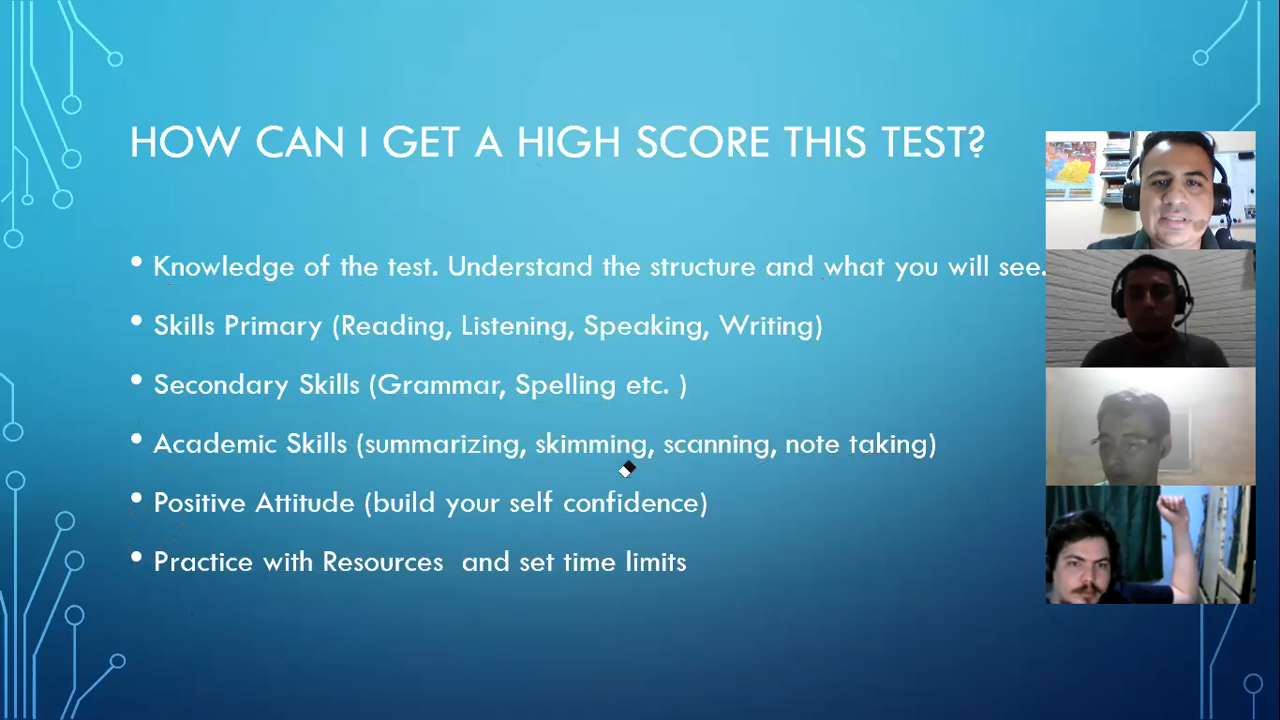 HOW CAN I GET A HIGH SCORE THIS TEST?
• Knowledge of the test. Understand the structure and what you will see.
• Skills Primary (Reading, Listening, Speaking, Writing)
• Secondary Skills (Grammar, Spelling etc. )
• Academic Skills (summarizing, skimming, scanning, note taking)
• Positive Attitude (build your self confidence)
• Practice with Resources  and set time limits